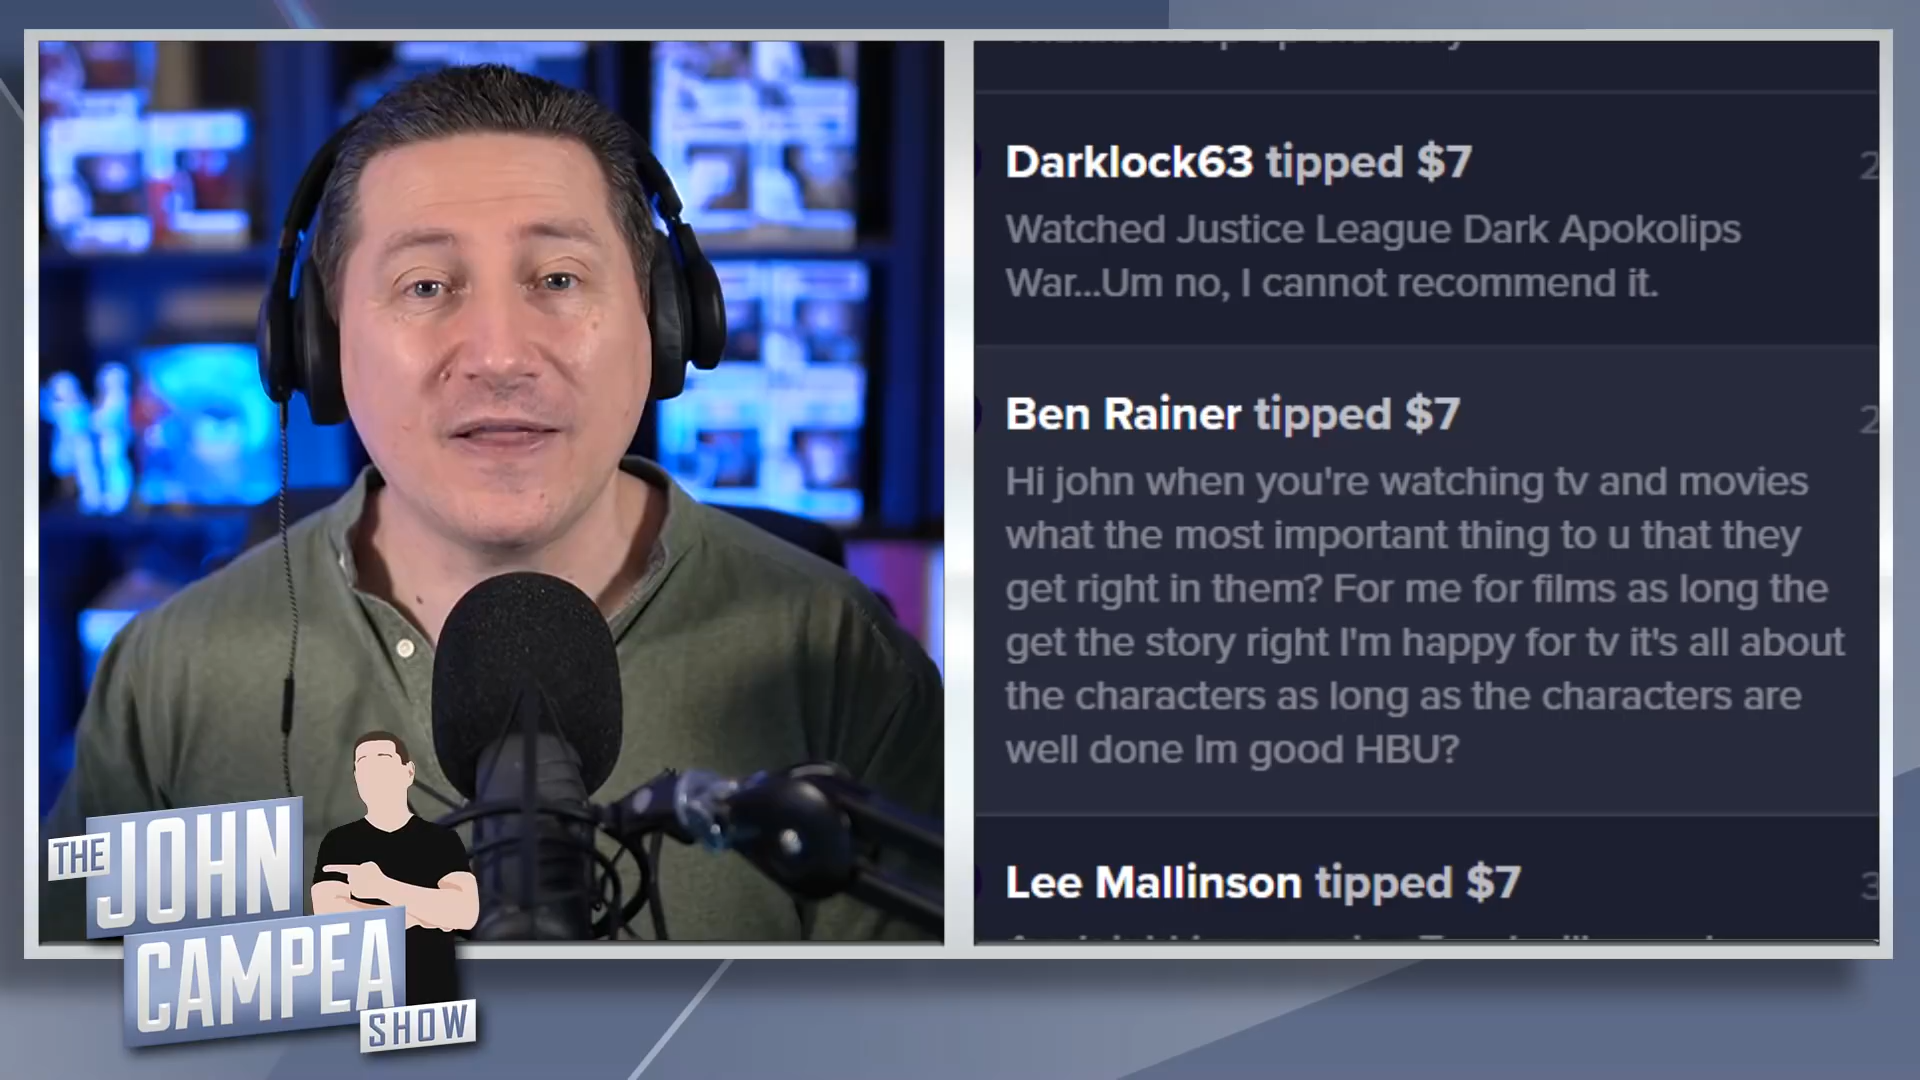 Darklock63 tipped $7
Watched Justice League Dark Apokolips
War...Um no, I cannot recommend it.
Ben Rainer tipped $7
Hi john when you're watching tv and movies
what the most important thing to u that they
get right in them? For me for films as long the
get the story right I'm happy for tv it's all about
the characters as long as the characters are
well done Im good HBU?
Lee Mallinson tipped $7
THE
JOHN
CAMPEA
SHOW